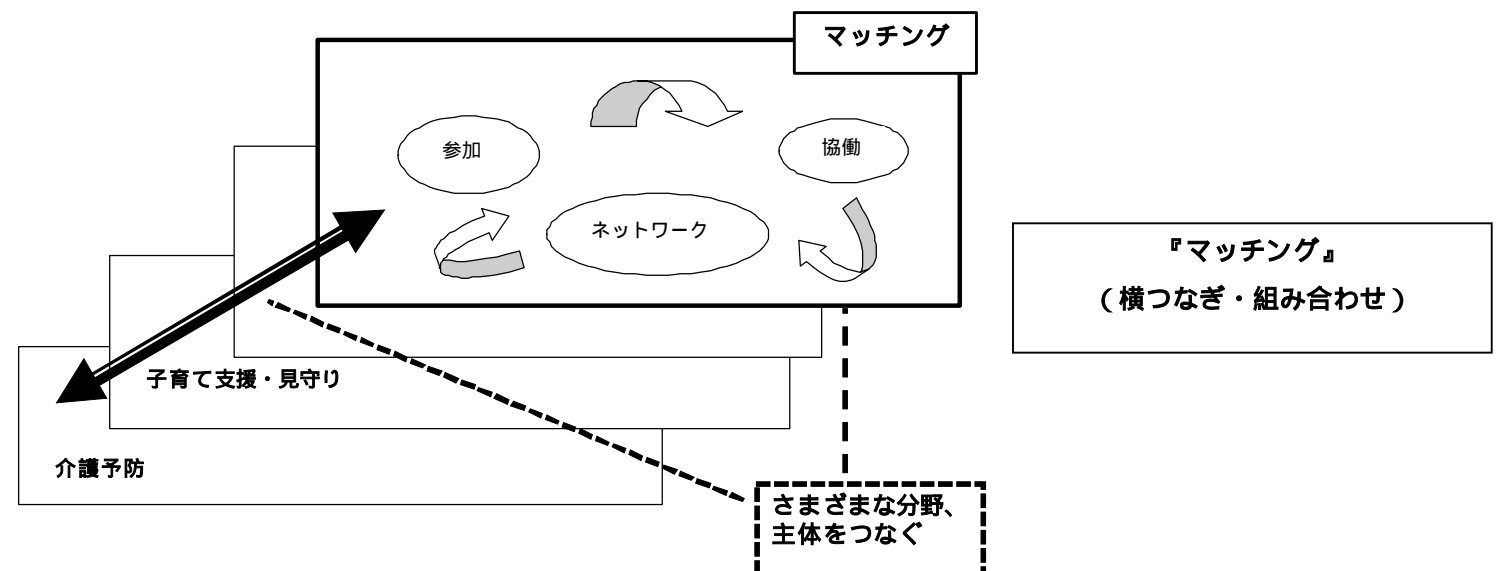 マッチング
参加
協働
ネットワーク
『マッチング』
（横つなぎ・組み合わせ）
子育て支援・見守り
介護予防
さまざまな分野、
主体をつなぐ